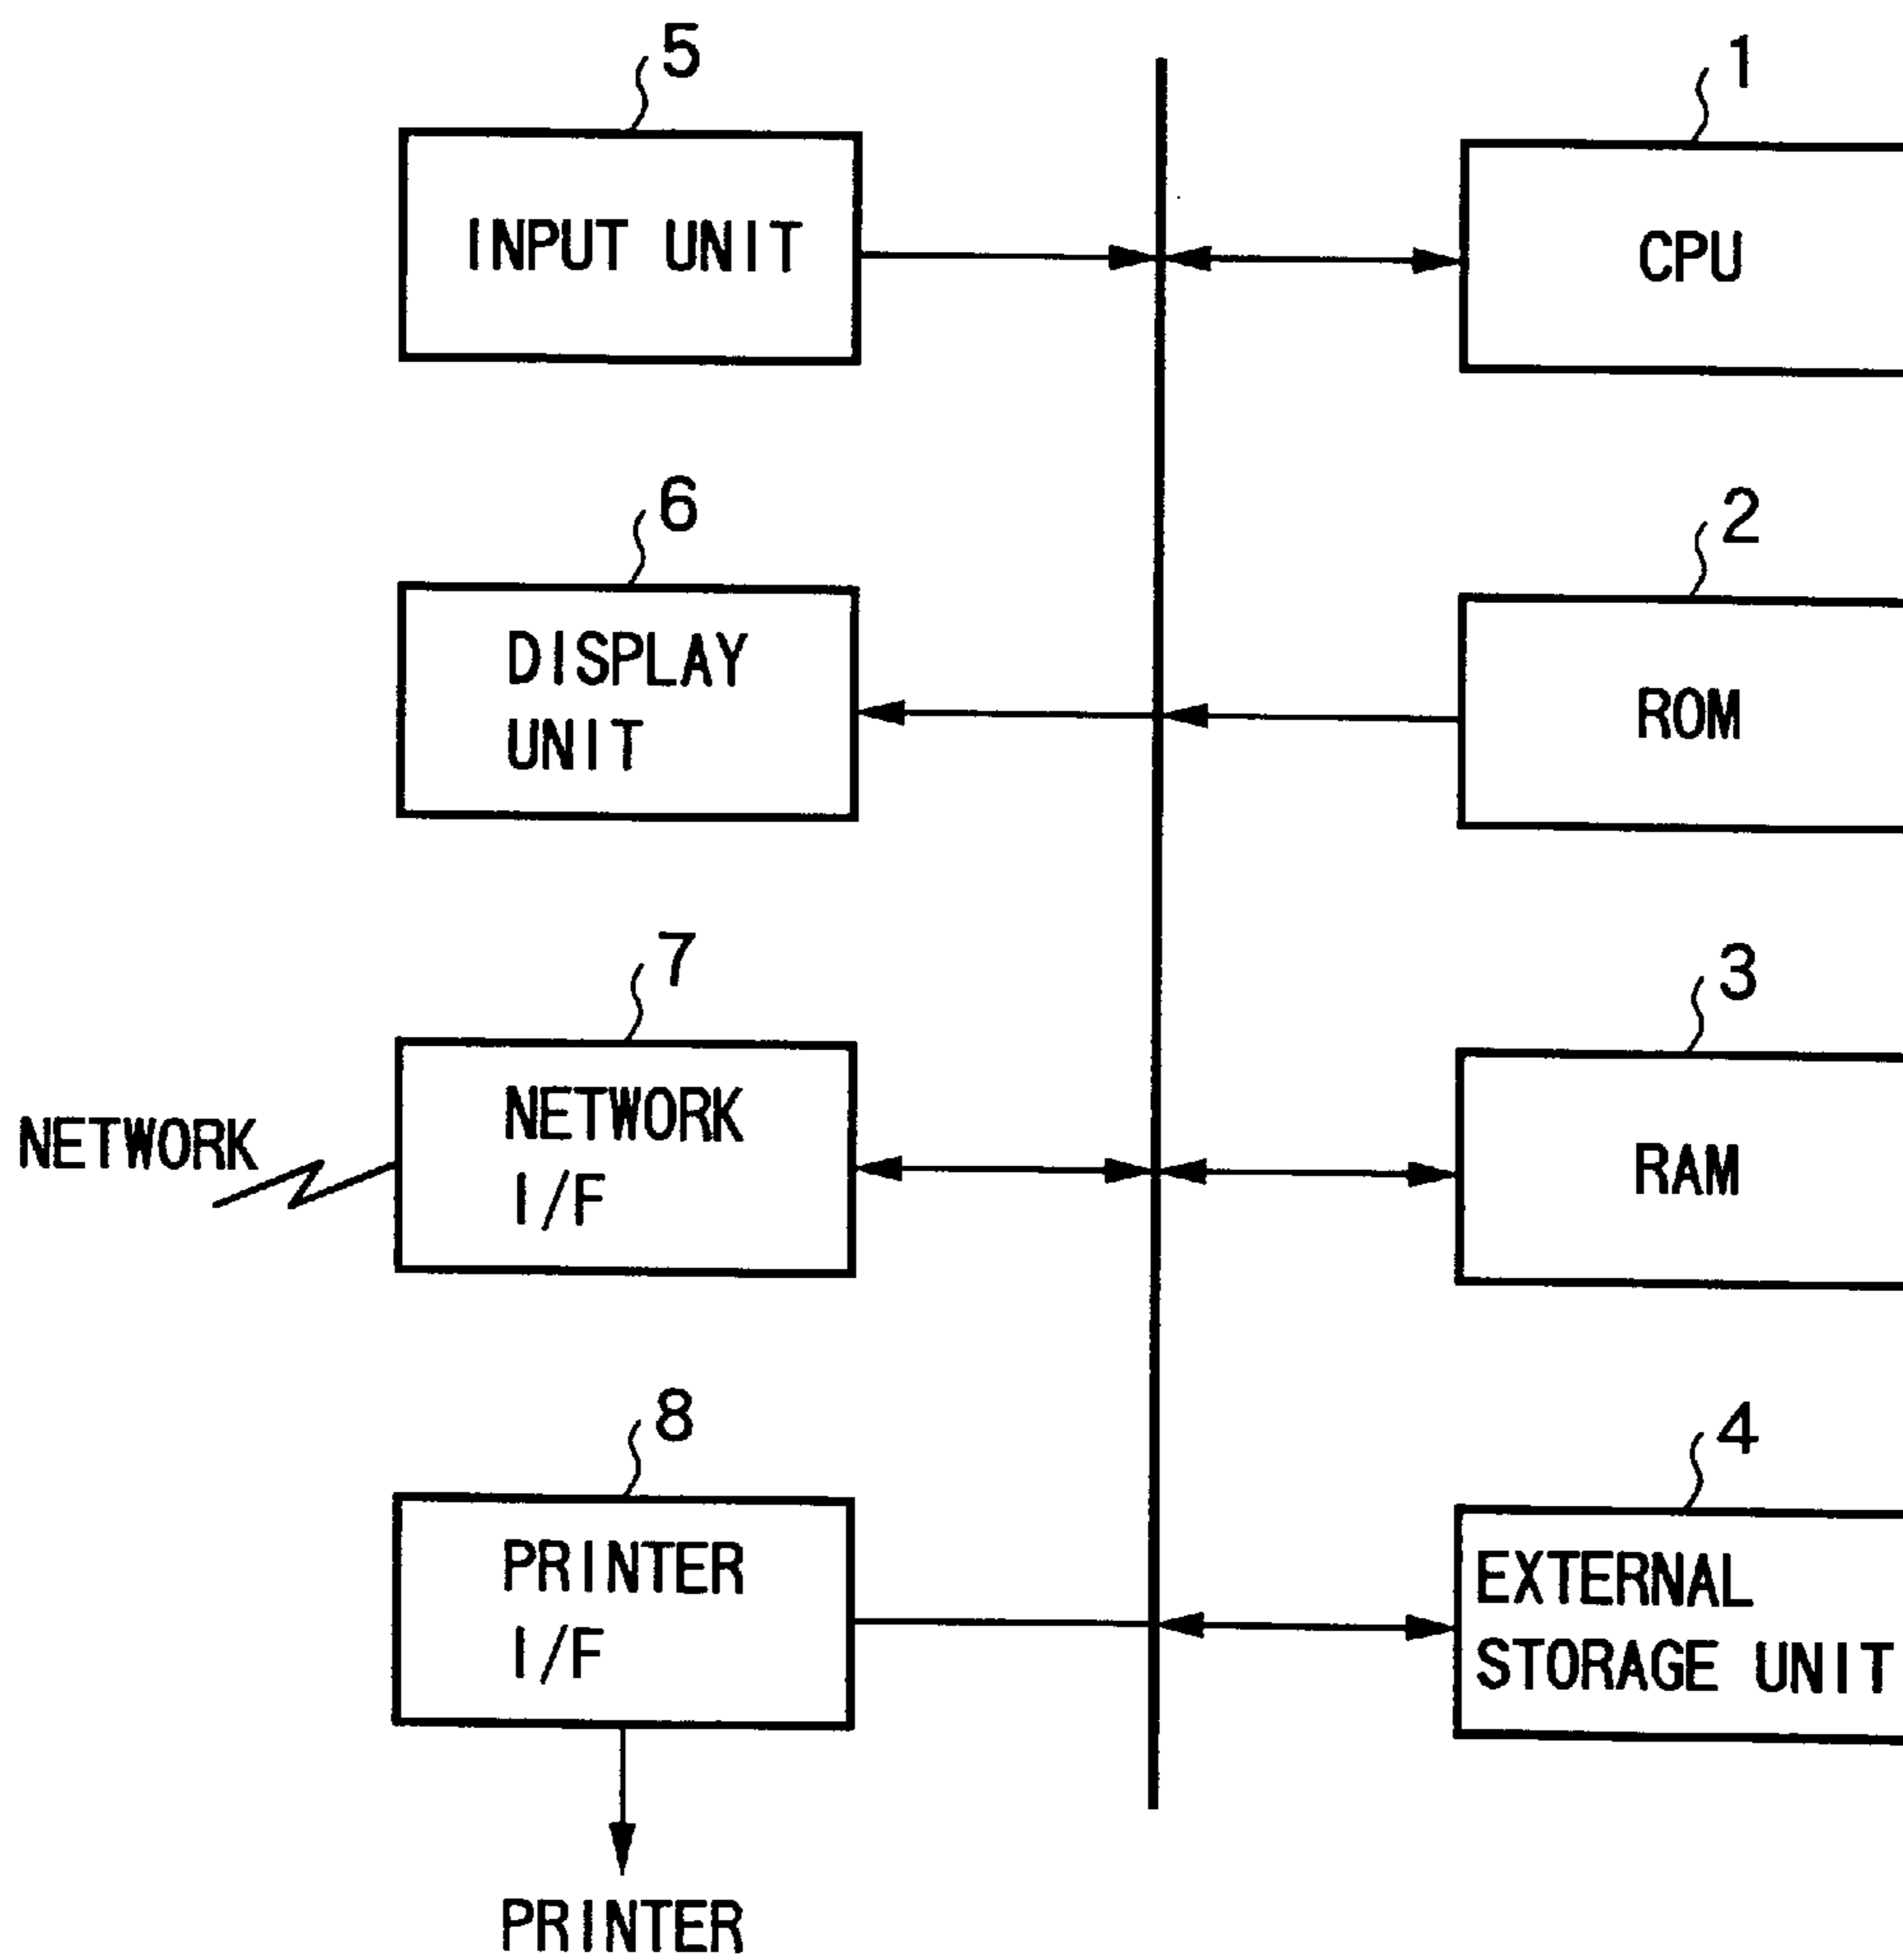 5
INPUT UNIT
1
CPU
6
DISPLAY
UNIT
2
ROM
7
NETWORK
I/F
NETWORK
3
RAM
8
PRINTER
I/F
PRINTER
4
EXTERNAL
STORAGE UNIT